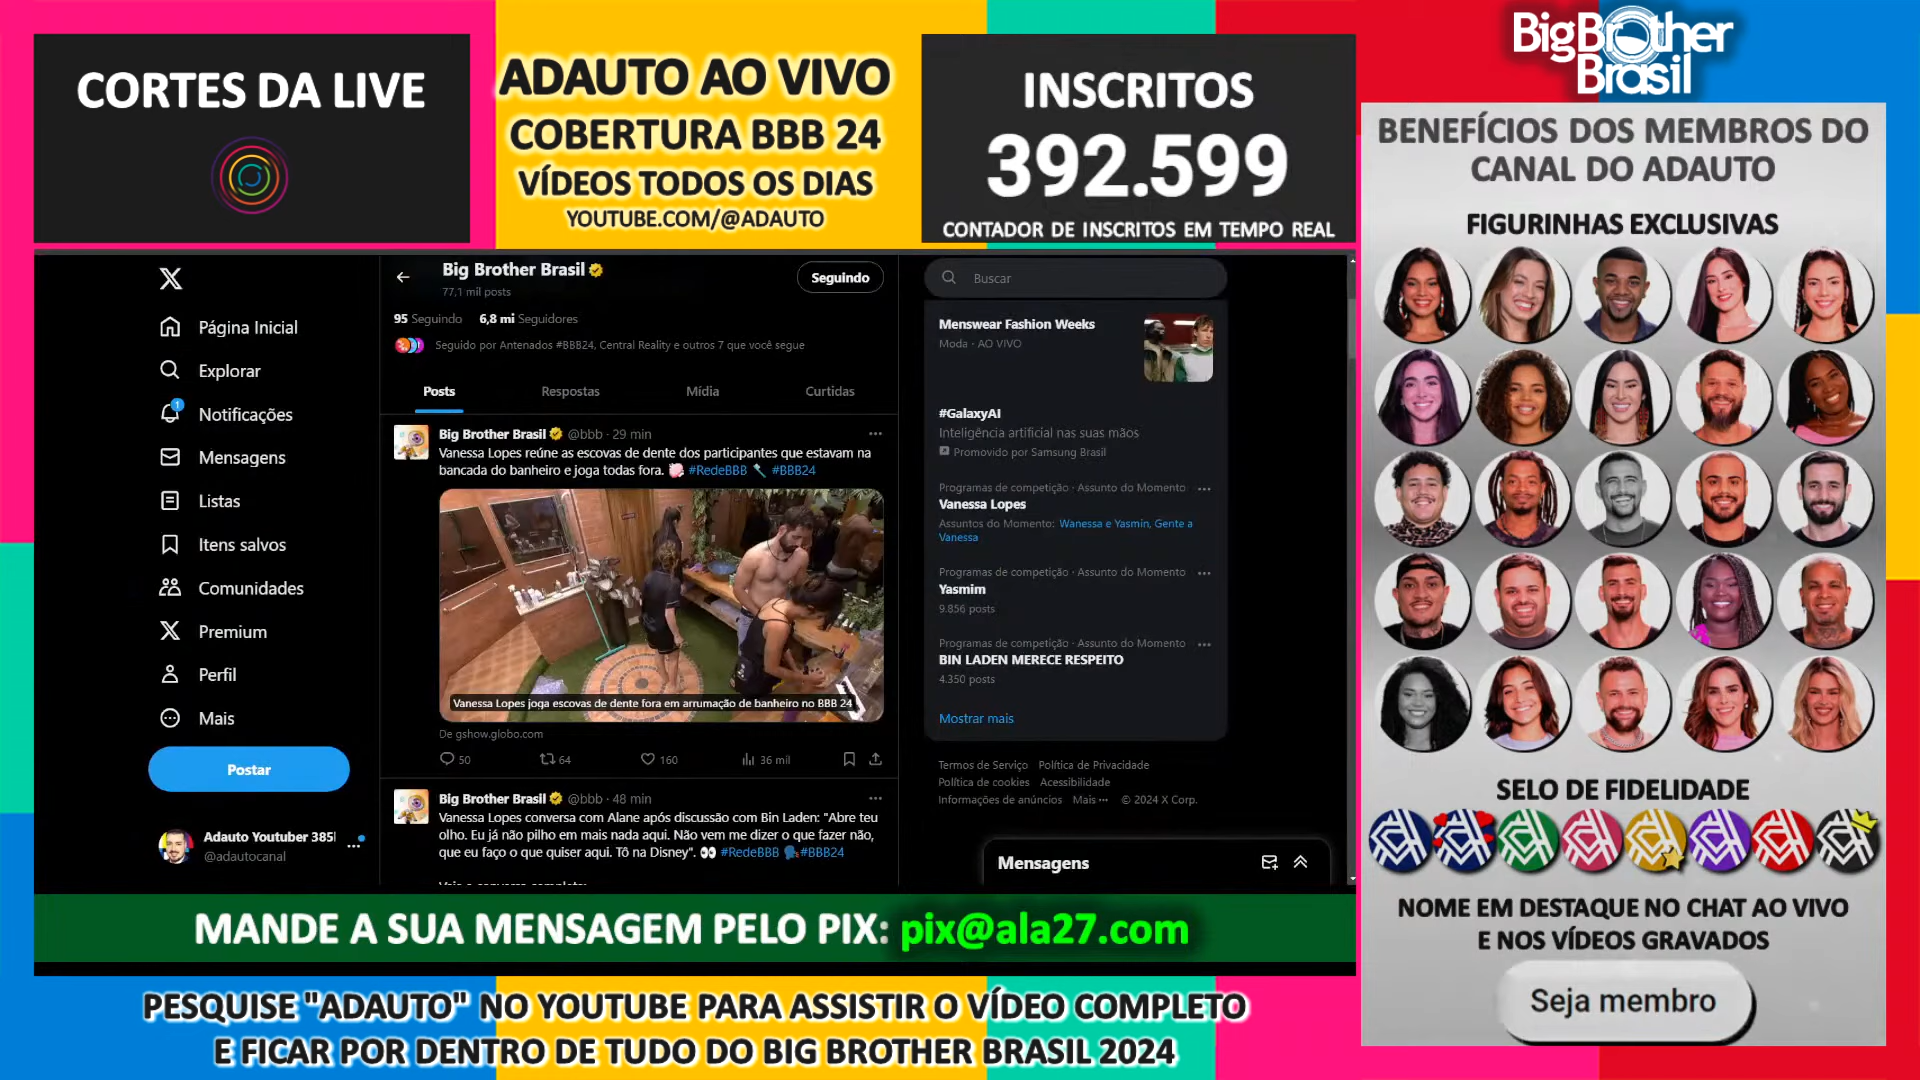 CORTES DA LIVE
ADAUTO AO VIVO
COBERTURA BBB 24
VÍDEOS TODOS OS DIAS
YOUTUBE.COM/@ADAUTO
INSCRITOS
392.599
CONTADOR DE INSCRITOS EM TEMPO REAL
BigBrother
Brasil
BENEFÍCIOS DOS MEMBROS DO
CANAL DO ADAUTO
FIGURINHAS EXCLUSIVAS
SELO DE FIDELIDADE
NOME EM DESTAQUE NO CHAT AO VIVO
E NOS VÍDEOS GRAVADOS
Seja membro
Página Inicial
Explorar
1
Notificações
Mensagens
Listas
Itens salvos
Comunidades
Premium
Perfil
Mais
Postar
Adauto Youtuber 385
@adautocanal
Big Brother Brasil
77,1 mil posts
Seguindo
95 Seguindo 6,8 mi Seguidores
Seguido por Antenados #BBB24, Central Reality e outros 7 que você segue
Posts Respostas Mídia Curtidas
Big Brother Brasil @bbb · 29 min
Vanessa Lopes reúne as escovas de dente dos participantes que estavam na
bancada do banheiro e joga todas fora. #RedeBBB #BBB24
Vanessa Lopes joga escovas de dente fora em arrumação de banheiro no BBB 24
De gshow.globo.com
50 64 160 36 mil
Big Brother Brasil @bbb · 48 min
Vanessa Lopes conversa com Alane após discussão com Bin Laden: "Abre teu
olho. Eu já não pilho em mais nada aqui. Não vem me dizer o que fazer não,
que eu faço o que quiser aqui. Tô na Disney". 👀 #RedeBBB #BBB24
Buscar
Menswear Fashion Weeks
Moda · AO VIVO
#GalaxyAI
Inteligência artificial nas suas mãos
Promovido por Samsung Brasil
Programas de competição · Assunto do Momento
Vanessa Lopes
Assuntos do Momento: Wanessa e Yasmin, Gente a
Vanessa
Programas de competição · Assunto do Momento
Yasmim
9.856 posts
Programas de competição · Assunto do Momento
BIN LADEN MERECE RESPEITO
4.350 posts
Mostrar mais
Termos de Serviço Política de Privacidade
Política de cookies Acessibilidade
Informações de anúncios Mais ··· © 2024 X Corp.
Mensagens
MANDE A SUA MENSAGEM PELO PIX: pix@ala27.com
PESQUISE "ADAUTO" NO YOUTUBE PARA ASSISTIR O VÍDEO COMPLETO
E FICAR POR DENTRO DE TUDO DO BIG BROTHER BRASIL 2024